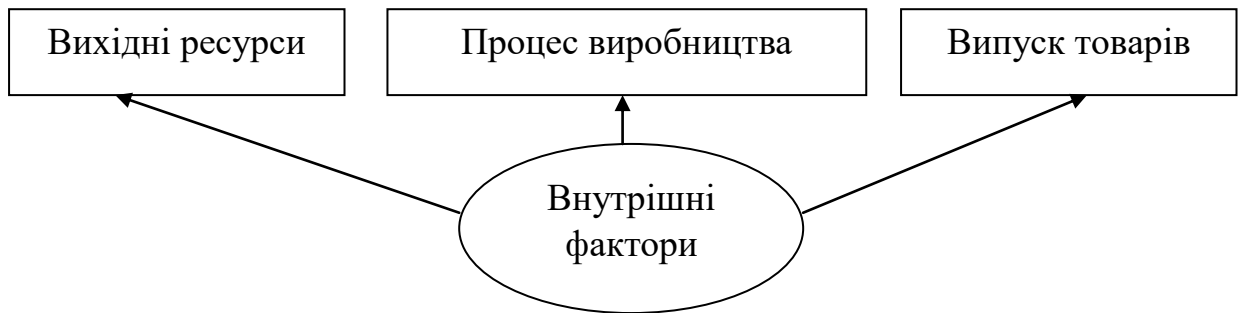 Вихідні ресурси
Процес виробництва
Випуск товарів
Внутрішні
фактори